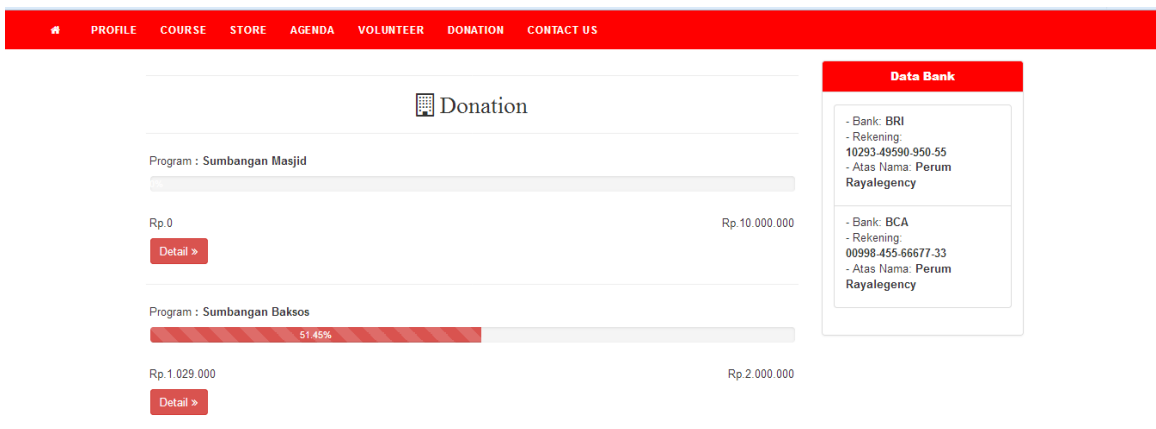 PROFILE COURSE STORE AGENDA VOLUNTEER DONATION CONTACT US
Donation
Program : Sumbangan Masjid
Rp.0 Rp.10.000.000
Detail »
Program : Sumbangan Baksos
51.45%
Rp.1.029.000 Rp.2.000.000
Detail »
Data Bank
- Bank: BRI
- Rekening:
10293-49590-950-55
- Atas Nama: Perum
Rayalegency
- Bank: BCA
- Rekening:
00998-455-66677-33
- Atas Nama: Perum
Rayalegency